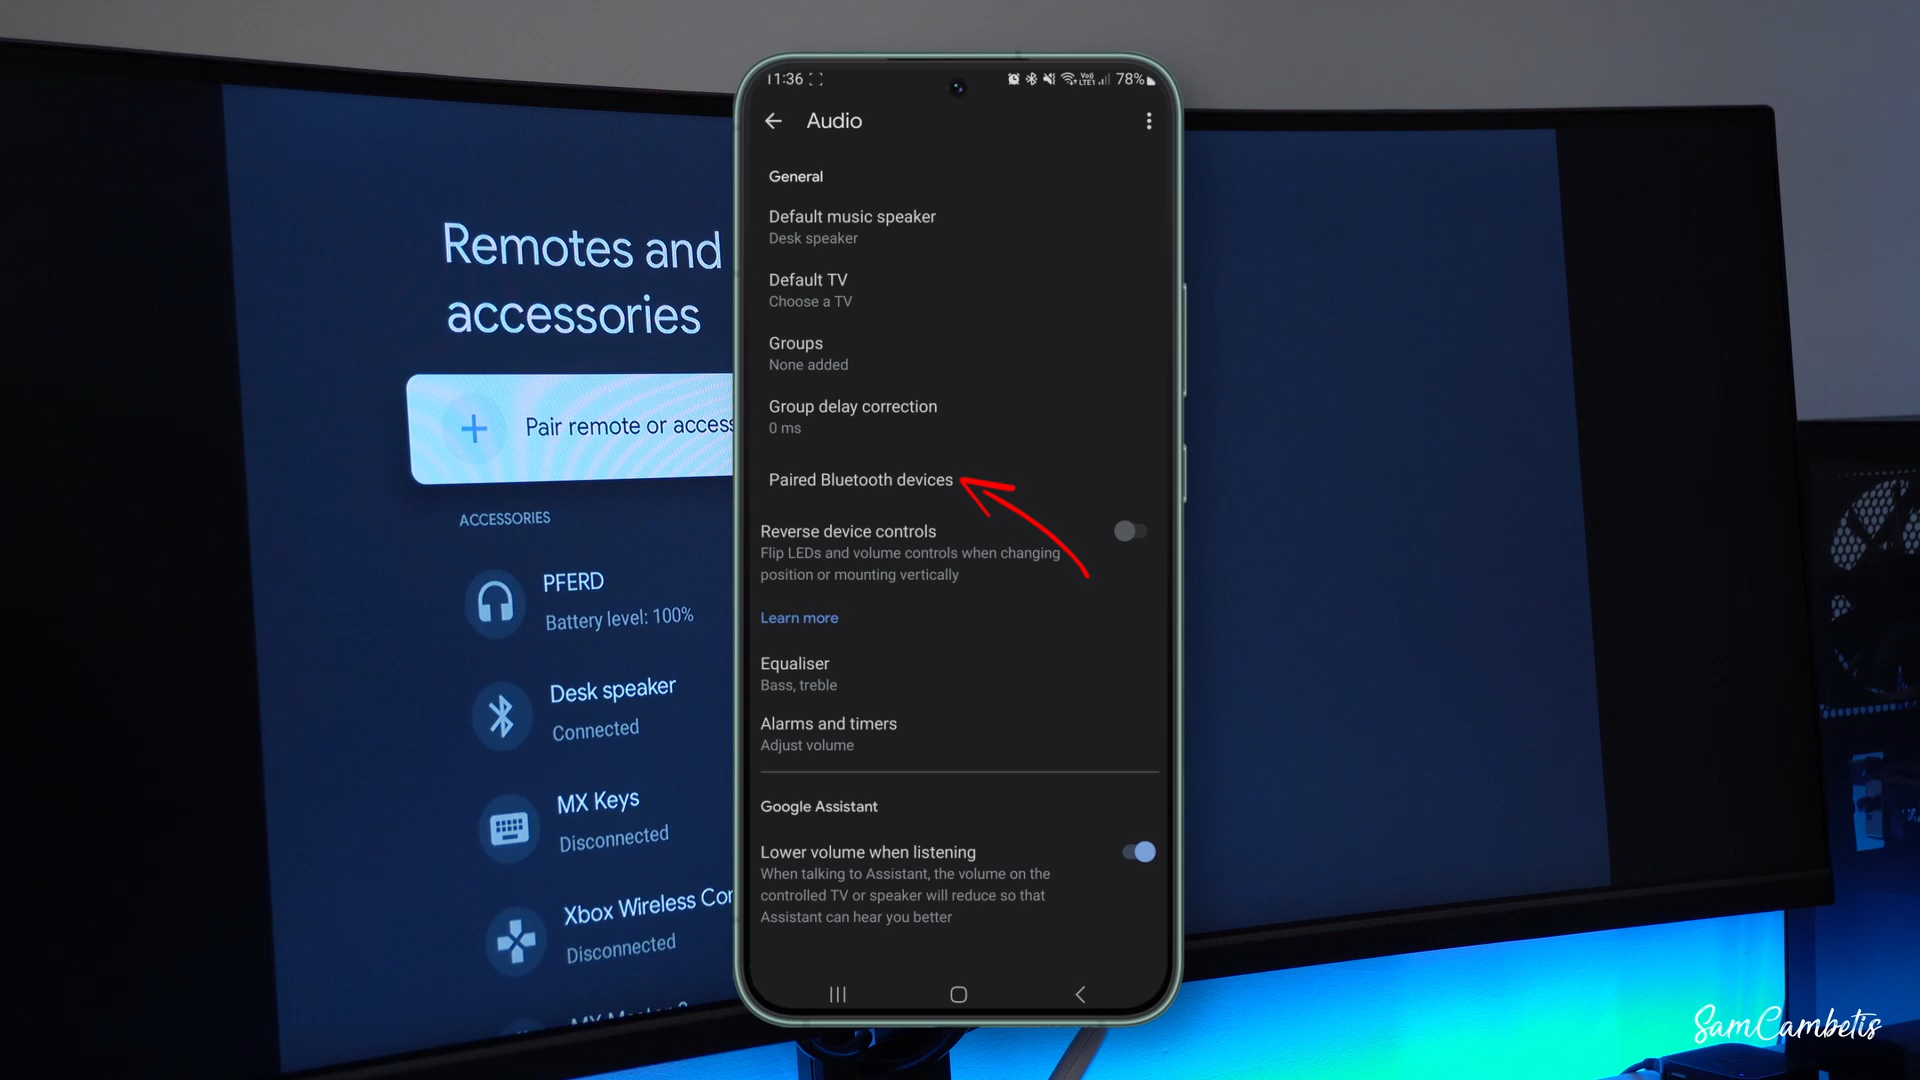 Remotes and
accessories
Pair remote or access
ACCESSORIES
PFERD
Battery level: 100%
Desk speaker
Connected
MX Keys
Disconnected
Xbox Wireless Con
Disconnected
11:36
78%
Audio
General
Default music speaker
Desk speaker
Default TV
Choose a TV
Groups
None added
Group delay correction
0 ms
Paired Bluetooth devices
Reverse device controls
Flip LEDs and volume controls when changing
position or mounting vertically
Learn more
Equaliser
Bass, treble
Alarms and timers
Adjust volume
Google Assistant
Lower volume when listening
When talking to Assistant, the volume on the
controlled TV or speaker will reduce so that
Assistant can hear you better
SamCambetis